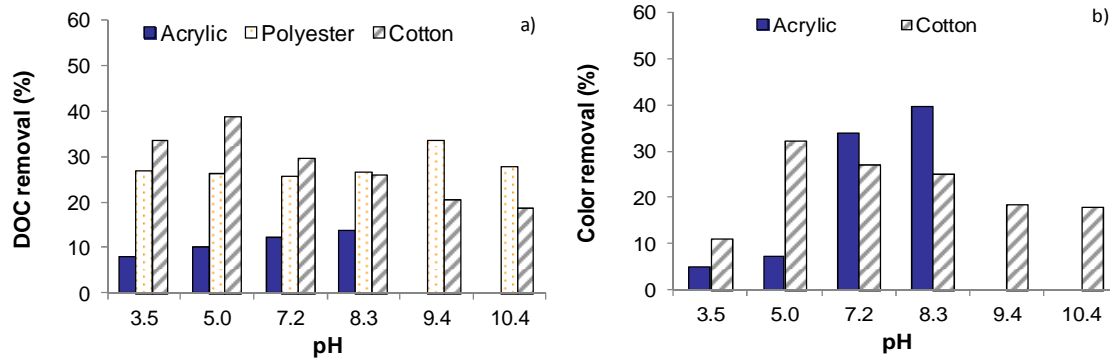 60
50
40
30
20
10
0
DOC removal (%)
Acrylic Polyester Cotton
a)
3.5 5.0 7.2 8.3 9.4 10.4
pH
60
50
40
30
20
10
0
Color removal (%)
Acrylic Cotton
b)
3.5 5.0 7.2 8.3 9.4 10.4
pH